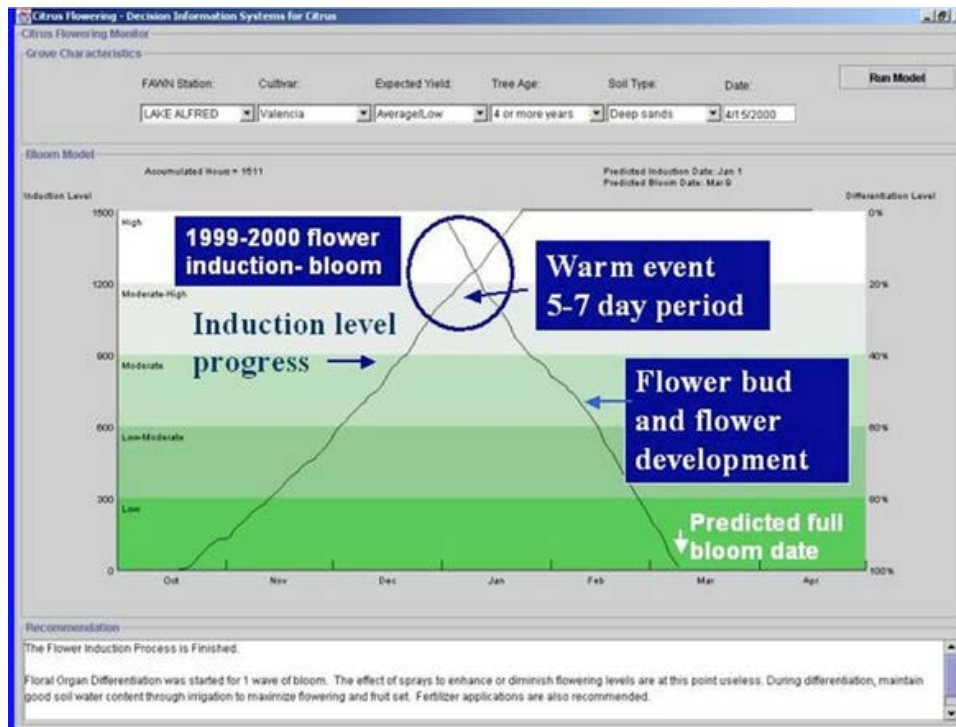 Citrus Flowering - Decision Information Systems for Citrus
Citrus Flowering Monitor
Grove Characteristics
FAWN Station: Cultivar: Expected Yield: Tree Age: Soil Type: Date: Run Model
LAKE ALFRED Valencia Average/Low 4 or more years Deep sands 4/15/2000
Bloom Model
Accumulated Hours = 1511
Predicted Induction Date: Jan 1
Predicted Bloom Date: Mar 9
Induction Level Differentiation Level
1500 High 0%
1999-2000 flower
induction- bloom
Warm event
5-7 day period
1200 Moderate-High 20%
Induction level
progress
900 Moderate 40%
Flower bud
and flower
development
600 Low-Moderate 60%
300 Low 80%
Predicted full
bloom date
0 100%
Oct Nov Dec Jan Feb Mar Apr
Recommendation
The Flower Induction Process is Finished.
Floral Organ Differentiation was started for 1 wave of bloom. The effect of sprays to enhance or diminish flowering levels are at this point useless. During differentiation, maintain
good soil water content through irrigation to maximize flowering and fruit set. Fertilizer applications are also recommended.